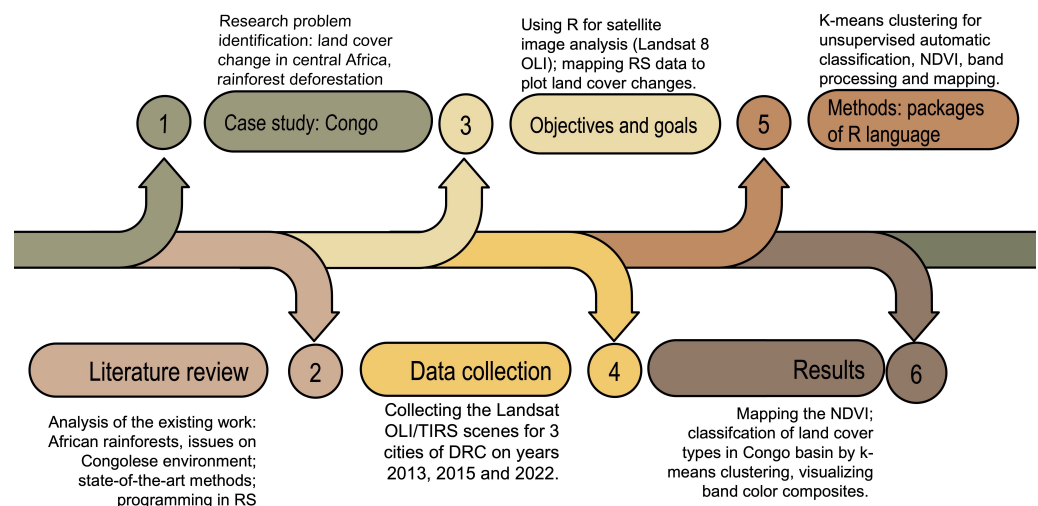 Research problem
identification: land cover
change in central Africa,
rainforest deforestation
1
Case study: Congo
Literature review
2
Analysis of the existing work:
African rainforests, issues on
Congolese environment;
state-of-the-art methods;
programming in RS
Using R for satellite
image analysis (Landsat 8
OLI); mapping RS data to
plot land cover changes.
3
Objectives and goals
Data collection
4
Collecting the Landsat
OLI/TIRS scenes for 3
cities of DRC on years
2013, 2015 and 2022.
K-means clustering for
unsupervised automatic
classification, NDVI, band
processing and mapping.
5
Methods: packages
of R language
Results
6
Mapping the NDVI;
classifcation of land cover
types in Congo basin by k-
means clustering, visualizing
band color composites.